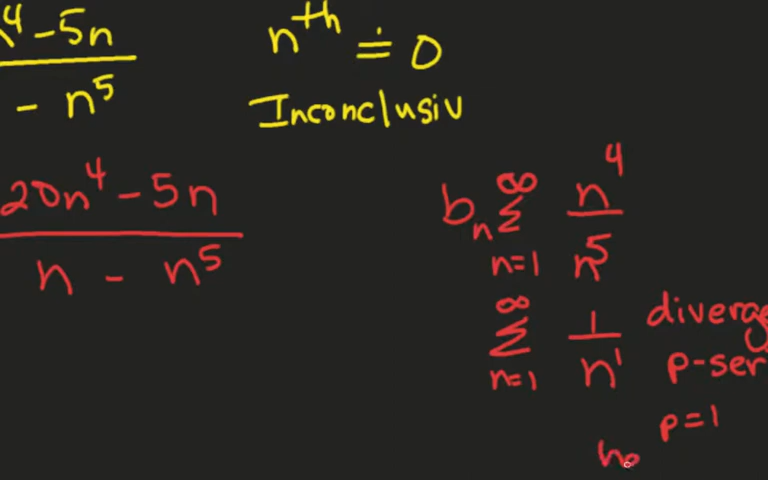 n⁴ - 5n
- n⁵
nth ≐ 0
Inconclusiv
20n⁴ - 5n
n - n⁵
bₙ ∞ Σ n=1 n⁴/n⁵
∞ Σ n=1 1/n¹ diverge
p-ser
p=1